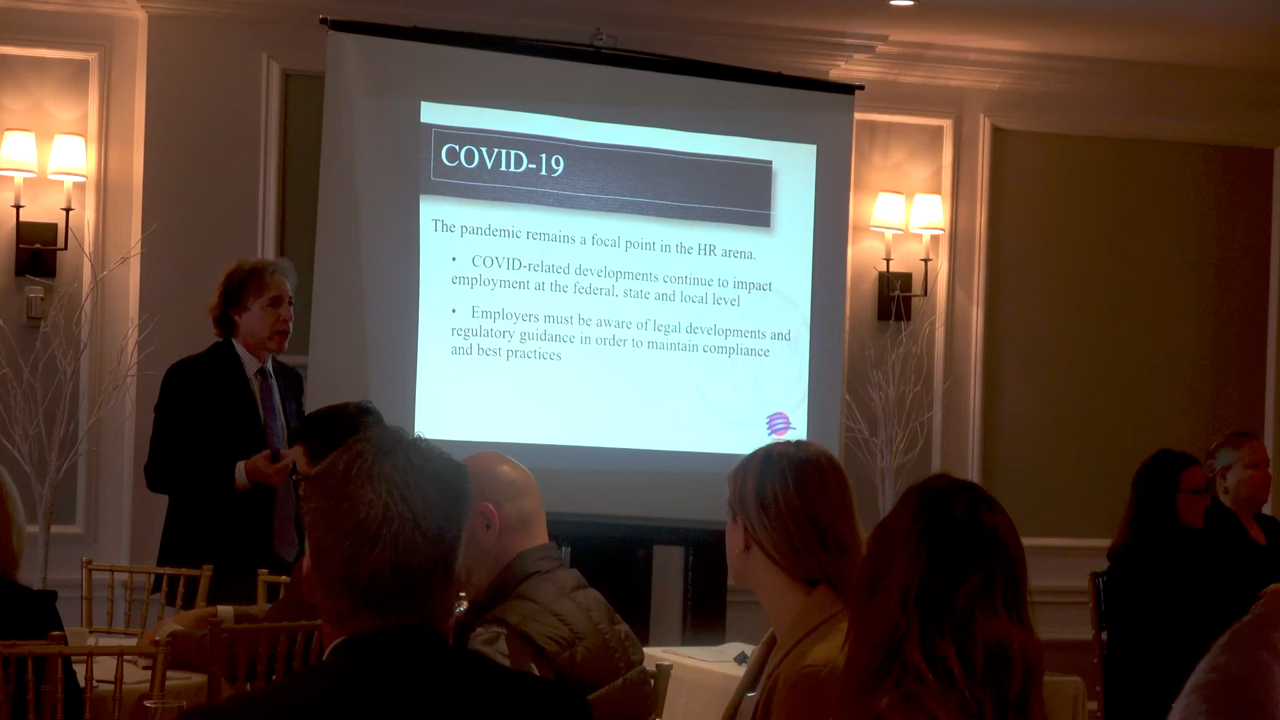 COVID-19
The pandemic remains a focal point in the HR arena.
• COVID-related developments continue to impact
employment at the federal, state and local level
• Employers must be aware of legal developments and
regulatory guidance in order to maintain compliance
and best practices